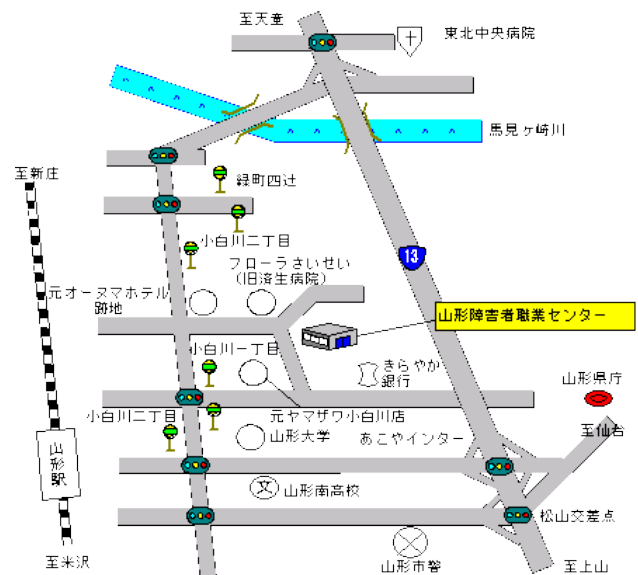 至天童
東北中央病院
馬見ヶ崎川
至新庄
緑町四辻
小白川二丁目
フローラさいせい
(旧済生病院)
13
元オーヌマホテル
跡地
山形障害者職業センター
小白川一丁目
きらやか
銀行
山形県庁
小白川二丁目
元ヤマザワ小白川店
至仙台
山形大学
あこやインター
山形駅
文
山形南高校
松山交差点
山形市警
至米沢
至上山